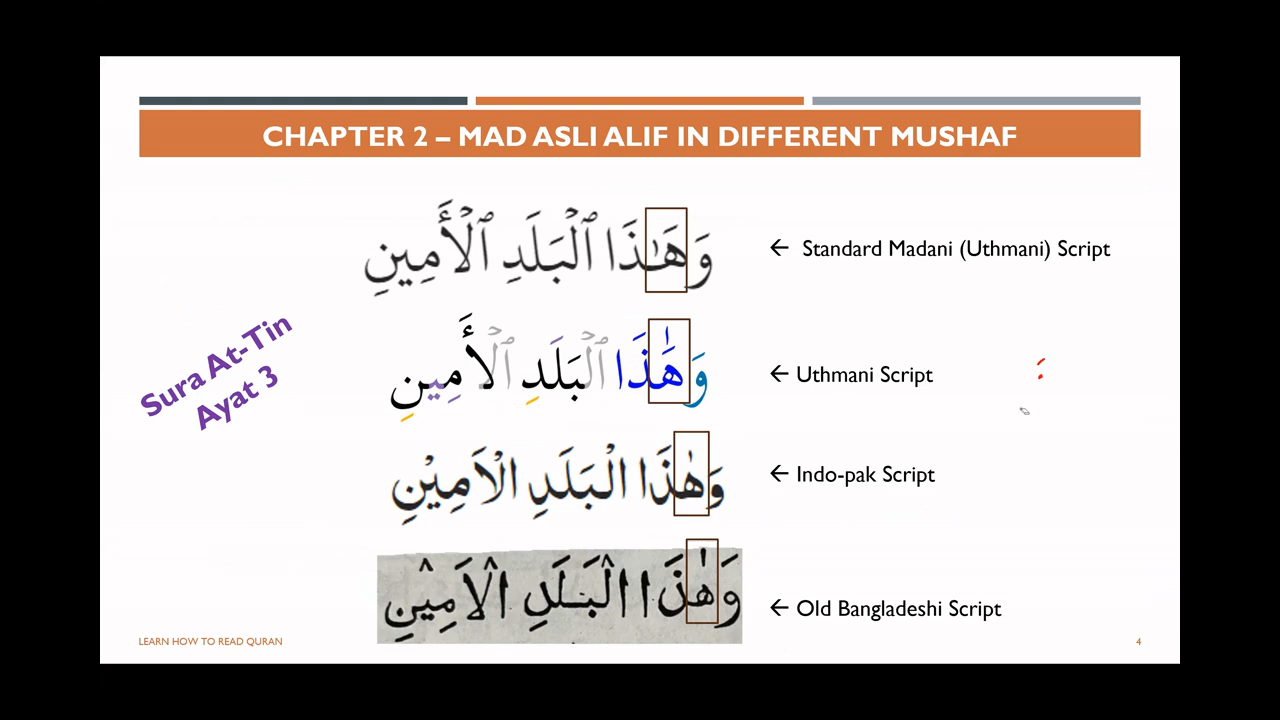 CHAPTER 2 – MAD ASLI ALIF IN DIFFERENT MUSHAF
وَهَـٰذَا ٱلْبَلَدِ ٱلْأَمِينِ
← Standard Madani (Uthmani) Script
Sura At-Tin
Ayat 3
وَهَٰذَا ٱلْبَلَدِ ٱلْأَمِينِ
← Uthmani Script
وَهٰذَا الْبَلَدِ الْاَمِيْنِ
← Indo-pak Script
وَهٰذَا الْبَلَدِ الْاَمِيْنِ
← Old Bangladeshi Script
LEARN HOW TO READ QURAN
4